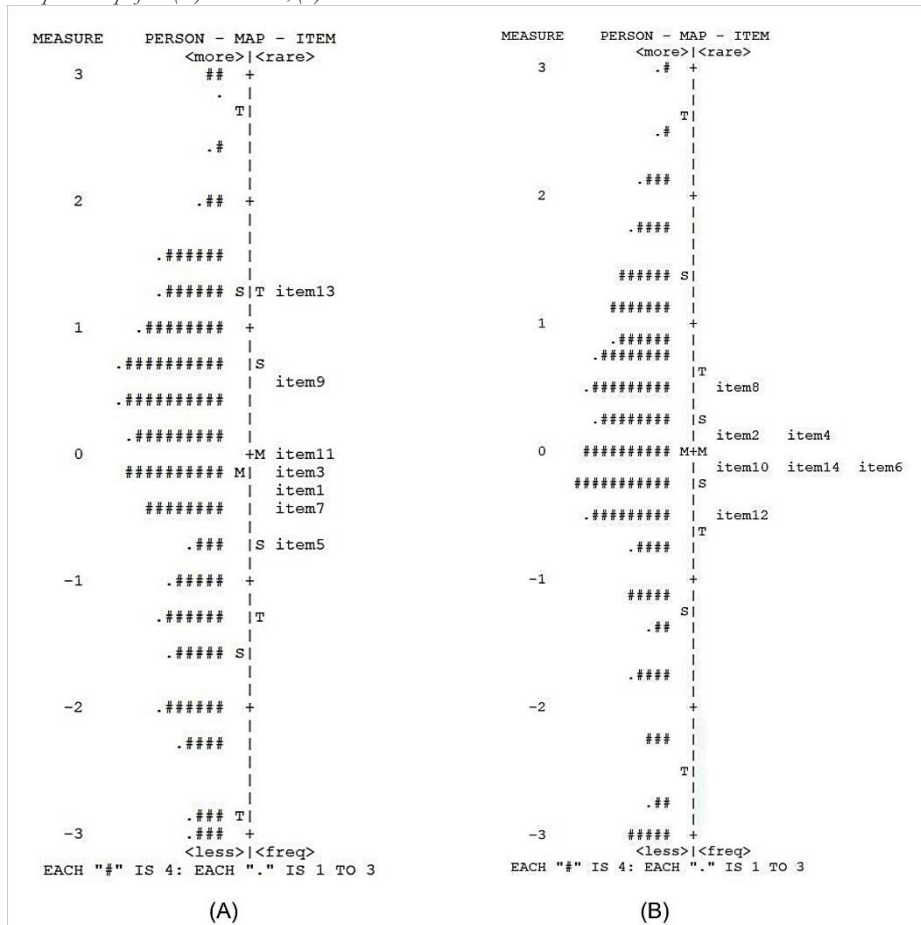 MEASURE PERSON - MAP - ITEM
<more>|<rare>
3 ## +
. |
T|
|
.# |
|
|
2 .## +
|
|
.###### |
|
.###### S|T item13
|
1 .######## +
|
.########## |S
| item9
.########## |
|
.######### |
0 +M item11
########## M| item3
| item1
######## | item7
|
.### |S item5
|
-1 .##### +
|
.###### |T
|
.##### S|
|
|
-2 .###### +
|
.#### |
|
|
|
.### T|
-3 .### +
<less>|<freq>
EACH "#" IS 4: EACH "." IS 1 TO 3
(A)
MEASURE PERSON - MAP - ITEM
<more>|<rare>
3 .# +
|
|
T|
.# |
|
|
.### |
2 +
|
.#### |
|
|
###### S|
|
####### |
1 +
.###### |
.######## |
|T
.######### | item8
|
.######## |S
| item2 item4
0 ########## M+M
| item10 item14 item6
########### |S
|
.######### | item12
|T
.#### |
|
-1 +
##### |
S|
.## |
|
|
.#### |
|
-2 +
|
### |
|
T|
|
.## |
|
-3 ##### +
<less>|<freq>
EACH "#" IS 4: EACH "." IS 1 TO 3
(B)